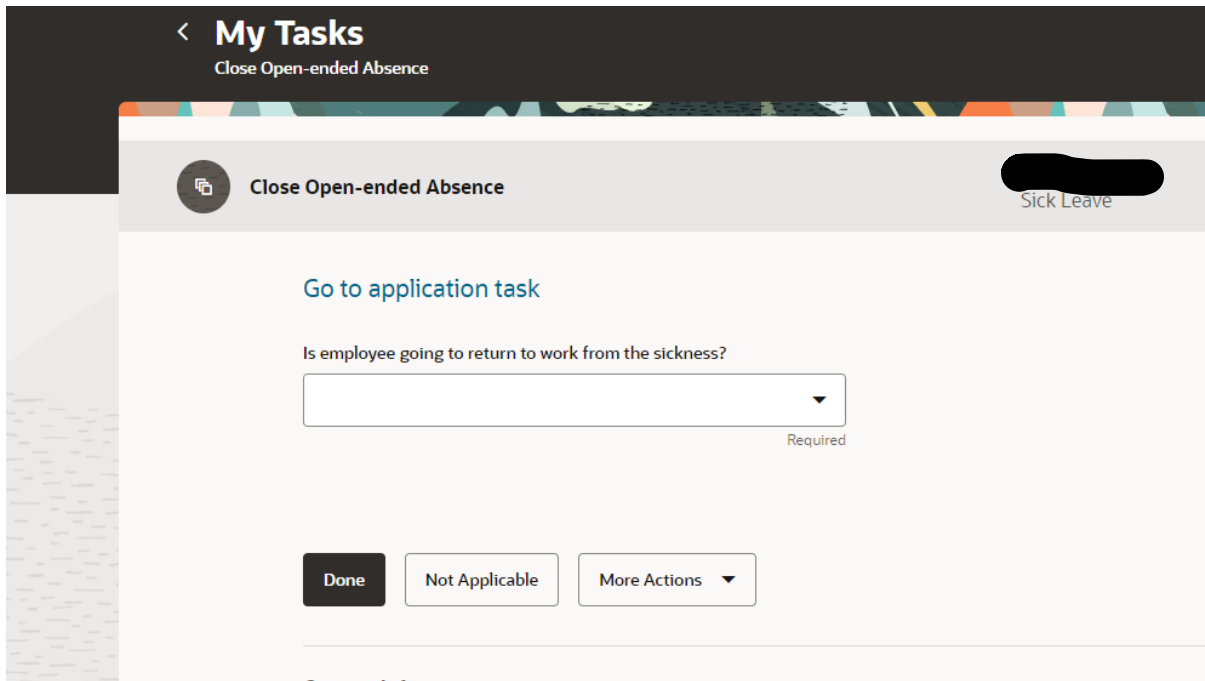 My Tasks
Close Open-ended Absence
Close Open-ended Absence
Sick Leave
Go to application task
Is employee going to return to work from the sickness?
Required
Done Not Applicable More Actions